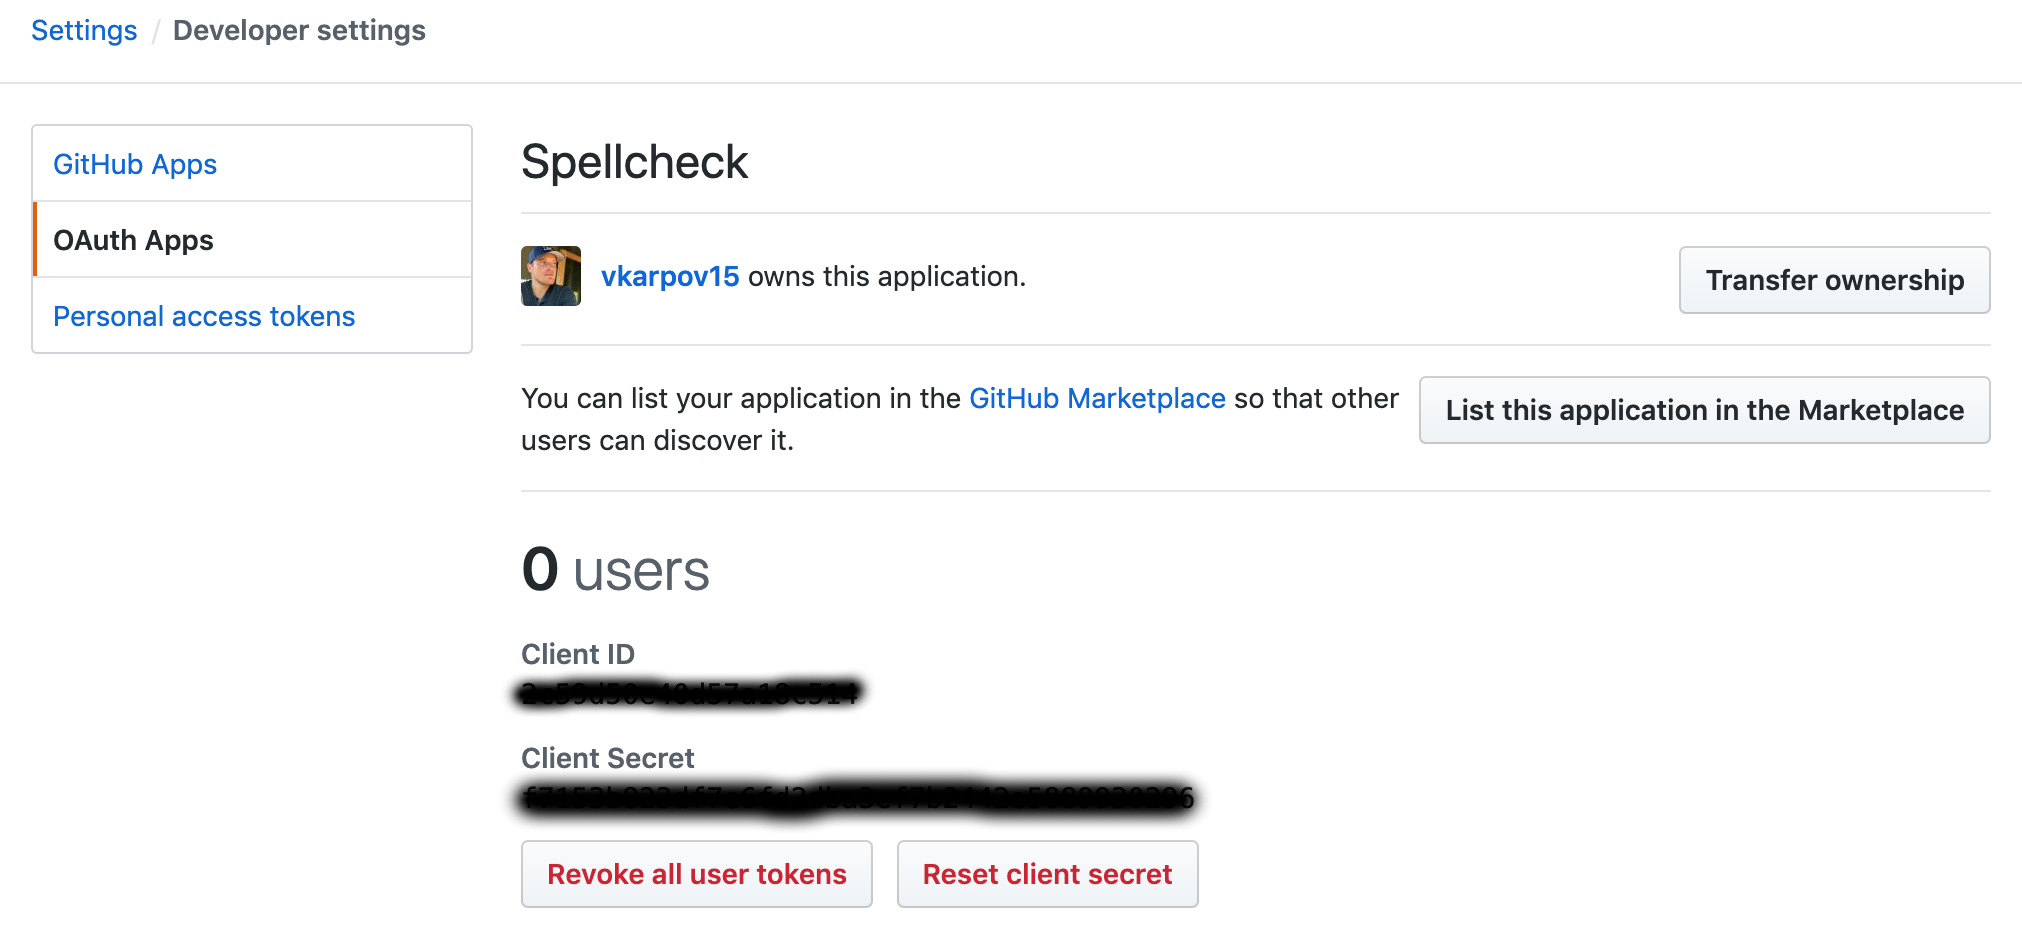 Settings / Developer settings
GitHub Apps
OAuth Apps
Personal access tokens
Spellcheck
vkarpov15 owns this application.
Transfer ownership
You can list your application in the GitHub Marketplace so that other
users can discover it.
List this application in the Marketplace
0 users
Client ID
Client Secret
Revoke all user tokens
Reset client secret